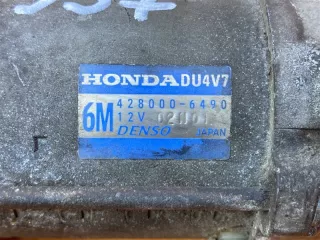 HONDA DU4V7
6M 428000-6490
12V
DENSO JAPAN